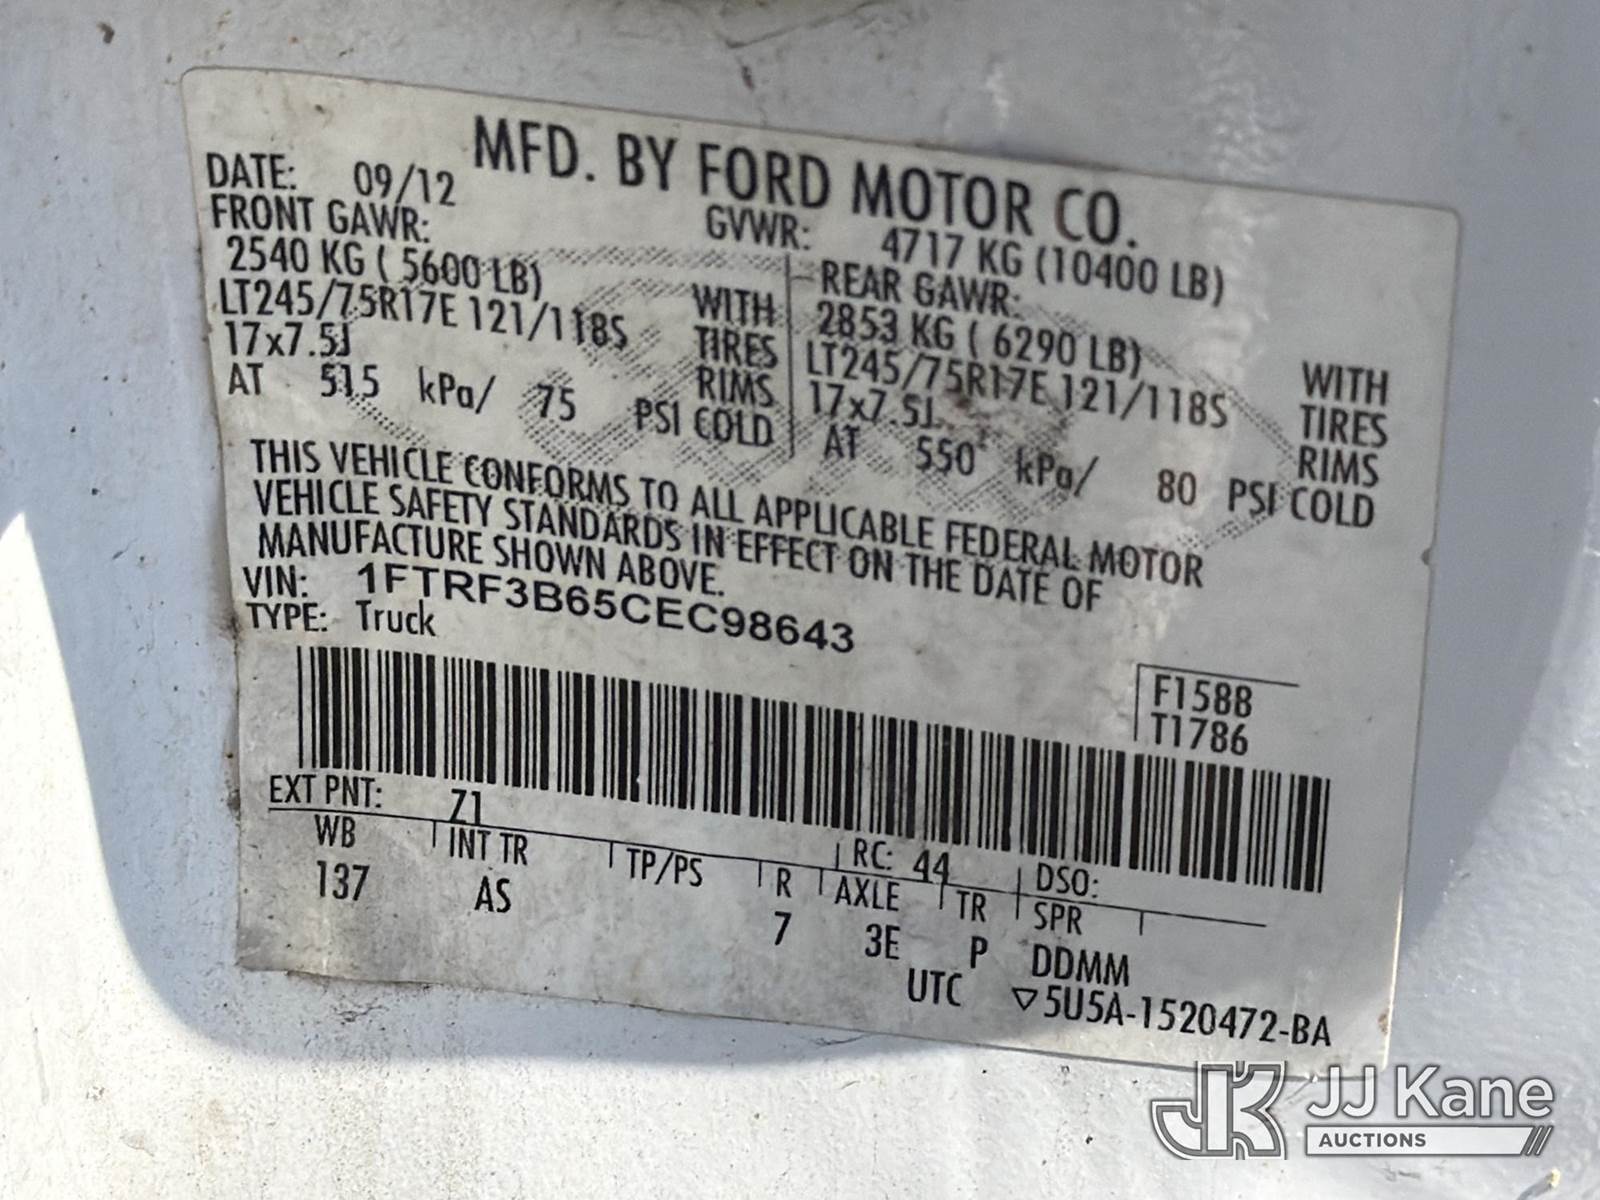 MFD. BY FORD MOTOR CO.
DATE: 09/12 GVWR: 4717 KG (10400 LB)
FRONT GAWR: REAR GAWR:
2540 KG ( 5600 LB) WITH 2853 KG ( 6290 LB) WITH
LT245/75R17E 121/118S TIRES LT245/75R17E 121/118S TIRES
17x7.5J RIMS 17x7.5J RIMS
AT 515 kPa/ 75 PSI COLD AT 550 kPa/ 80 PSI COLD
THIS VEHICLE CONFORMS TO ALL APPLICABLE FEDERAL MOTOR
VEHICLE SAFETY STANDARDS IN EFFECT ON THE DATE OF
MANUFACTURE SHOWN ABOVE.
VIN: 1FTRF3B65CEC98643
TYPE: Truck
F158B
T1786
EXT PNT: Z1 RC: 44 DSO:
WB INT TR TP/PS R AXLE TR SPR
137 AS 7 3E P DDMM
UTC ▽5U5A-1520472-BA
JK JJ Kane
AUCTIONS